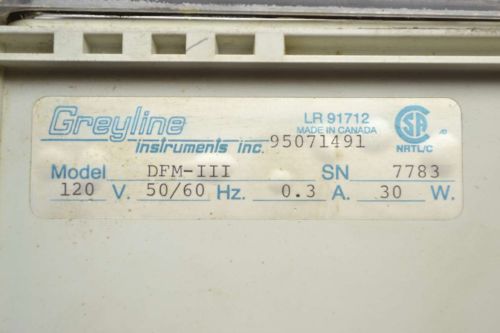 Greyline
Instruments Inc. 95071491
LR 91712
MADE IN CANADA
NRTL/C
Model DFM-III SN 7783
120 V. 50/60 Hz. 0.3 A. 30 W.